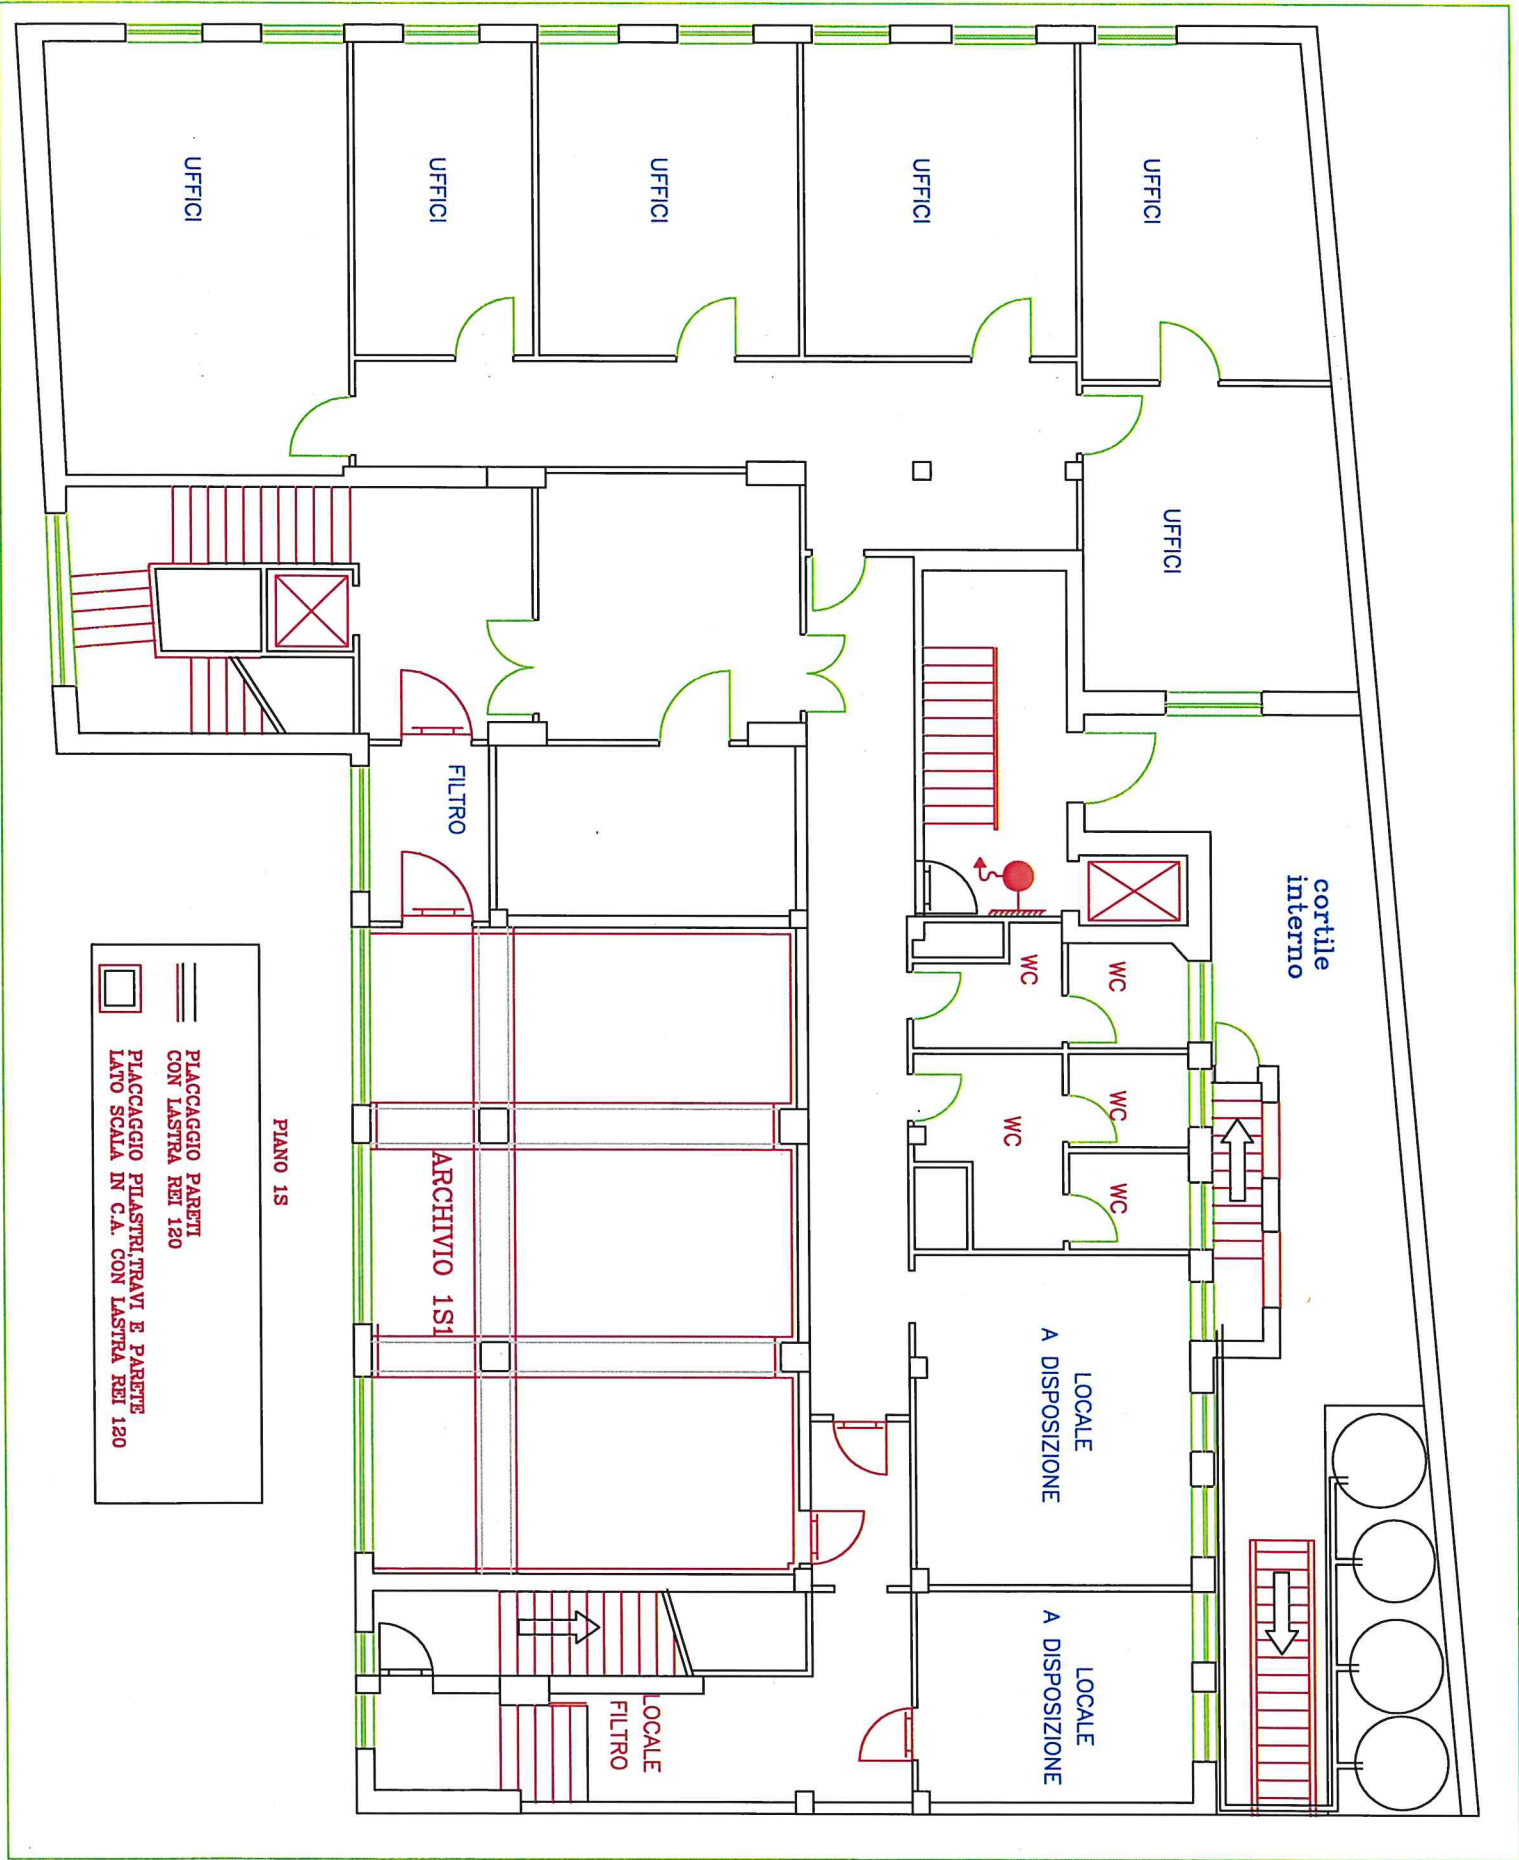 UFFICI
UFFICI
UFFICI
UFFICI
UFFICI
UFFICI
cortile
interno
FILTRO
WC
WC
WC
WC
WC
ARCHIVIO 1S1
LOCALE
A DISPOSIZIONE
LOCALE
A DISPOSIZIONE
LOCALE
FILTRO
PIANO 1S
PLACCAGGIO PARETI
CON LASTRA REI 120
PLACCAGGIO PILASTRI,TRAVI E PARETE
LATO SCALA IN C.A. CON LASTRA REI 120